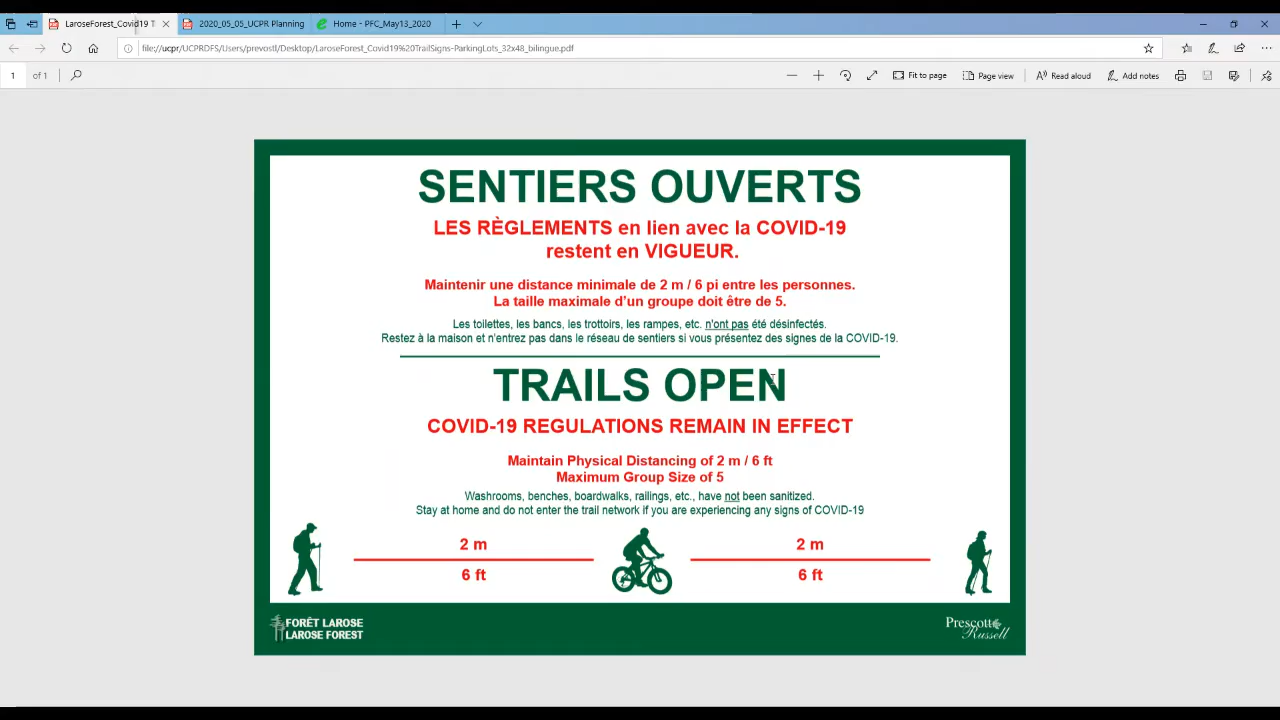 LaroseForest_Covid19 T
2020_05_05_UCPR Planning
Home - PFC_May13_2020
file://ucpr/UCPRDFS/Users/prevostl/Desktop/LaroseForest_Covid19%20TrailSigns-ParkingLots_32x48_bilingue.pdf
1 of 1
Fit to page
Page view
Read aloud
Add notes
SENTIERS OUVERTS
LES RÈGLEMENTS en lien avec la COVID-19
restent en VIGUEUR.
Maintenir une distance minimale de 2 m / 6 pi entre les personnes.
La taille maximale d'un groupe doit être de 5.
Les toilettes, les bancs, les trottoirs, les rampes, etc. n'ont pas été désinfectés.
Restez à la maison et n'entrez pas dans le réseau de sentiers si vous présentez des signes de la COVID-19.
TRAILS OPEN
COVID-19 REGULATIONS REMAIN IN EFFECT
Maintain Physical Distancing of 2 m / 6 ft
Maximum Group Size of 5
Washrooms, benches, boardwalks, railings, etc., have not been sanitized.
Stay at home and do not enter the trail network if you are experiencing any signs of COVID-19
2 m
6 ft
2 m
6 ft
FORÊT LAROSE
LAROSE FOREST
Prescott
Russell